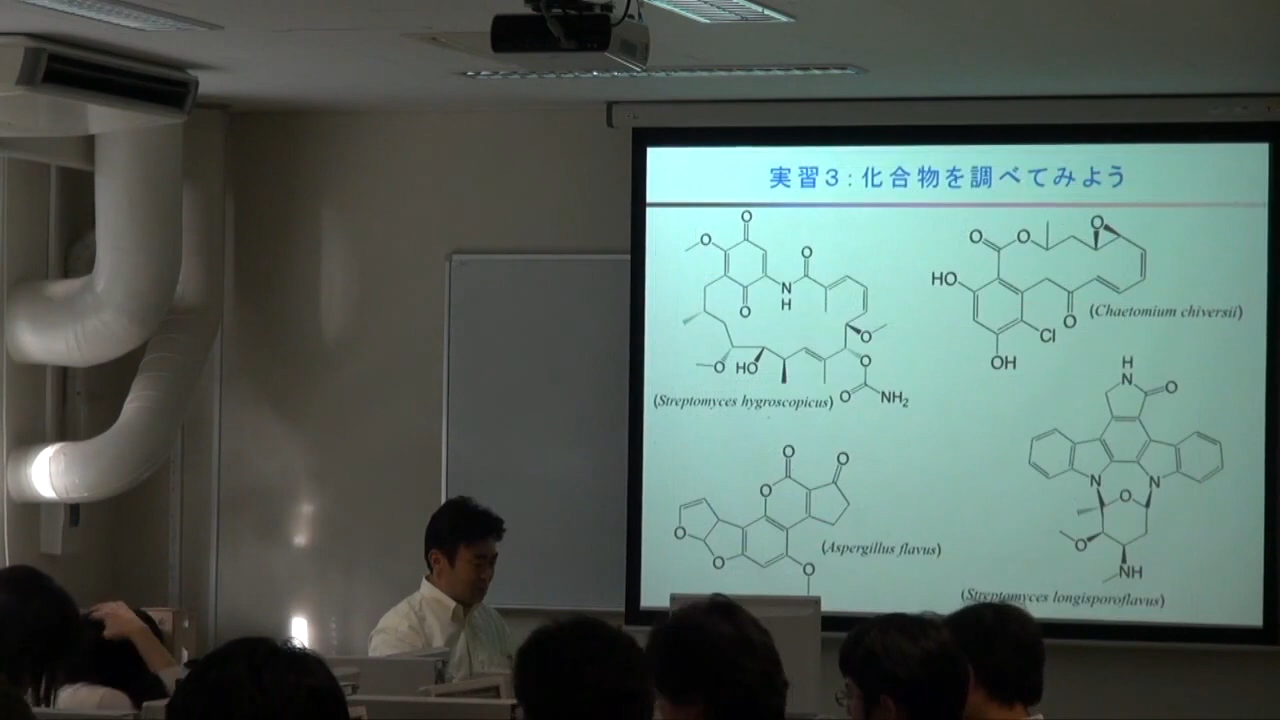 実習３：化合物を調べてみよう
O
O
O
N
H
O
O
O
HO
O
O
NH₂
O
(Streptomyces hygroscopicus)
O
O
O
HO
O
Cl
OH
(Chaetomium chiversii)
O
O
O
O
O
O
(Aspergillus flavus)
H
N
O
N
N
O
O
NH
(Streptomyces longisporoflavus)